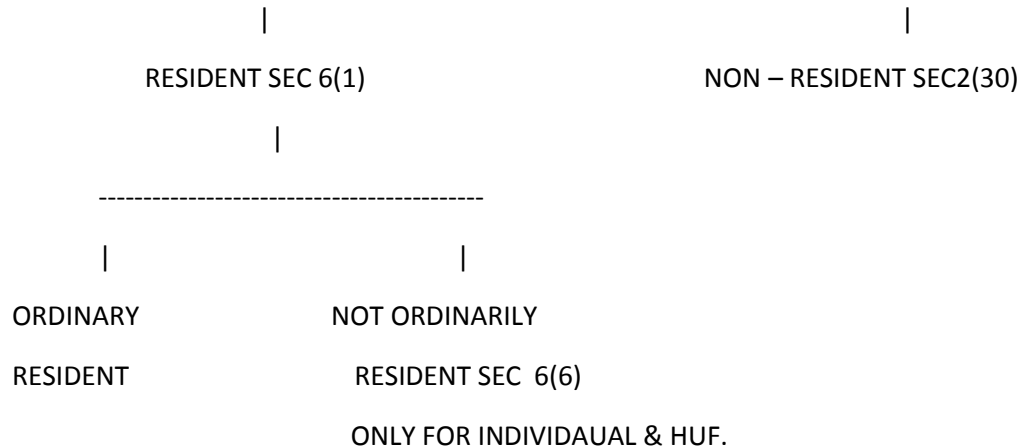 RESIDENT SEC 6(1) NON – RESIDENT SEC2(30)
ORDINARY NOT ORDINARILY
RESIDENT RESIDENT SEC 6(6)
ONLY FOR INDIVIDAUAL & HUF.